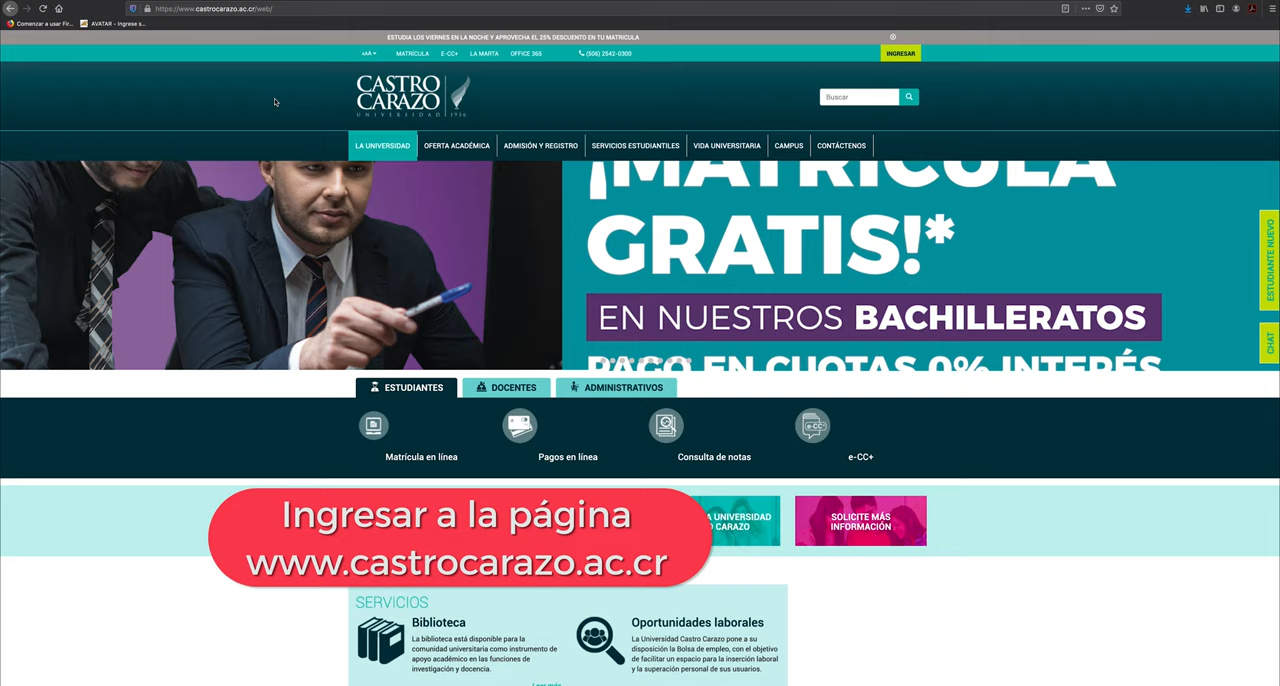 https://www.castrocarazo.ac.cr/web/
Comenzar a usar Fir...
AVATAR - Ingrese s...
ESTUDIA LOS VIERNES EN LA NOCHE Y APROVECHA EL 25% DESCUENTO EN TU MATRICULA
AAA
MATRÍCULA
E-CC+
LA MARTA
OFFICE 365
(506) 2542-0300
INGRESAR
CASTRO
CARAZO
UNIVERSIDAD 1936
Buscar
LA UNIVERSIDAD
OFERTA ACADÉMICA
ADMISIÓN Y REGISTRO
SERVICIOS ESTUDIANTILES
VIDA UNIVERSITARIA
CAMPUS
CONTÁCTENOS
¡MATRÍCULA
GRATIS!*
EN NUESTROS BACHILLERATOS
PAGO EN CUOTAS 0% INTERÉS
ESTUDIANTE NUEVO
CHAT
ESTUDIANTES
DOCENTES
ADMINISTRATIVOS
e-CC+
Matrícula en línea
Pagos en línea
Consulta de notas
e-CC+
Ingresar a la página
www.castrocarazo.ac.cr
A UNIVERSIDAD
CARAZO
SOLICITE MÁS
INFORMACIÓN
SERVICIOS
Biblioteca
La biblioteca está disponible para la
comunidad universitaria como instrumento de
apoyo académico en las funciones de
investigación y docencia.
Leer más
Oportunidades laborales
La Universidad Castro Carazo pone a su
disposición la Bolsa de empleo, con el objetivo
de facilitar un espacio para la inserción laboral
y la superación personal de sus usuarios.